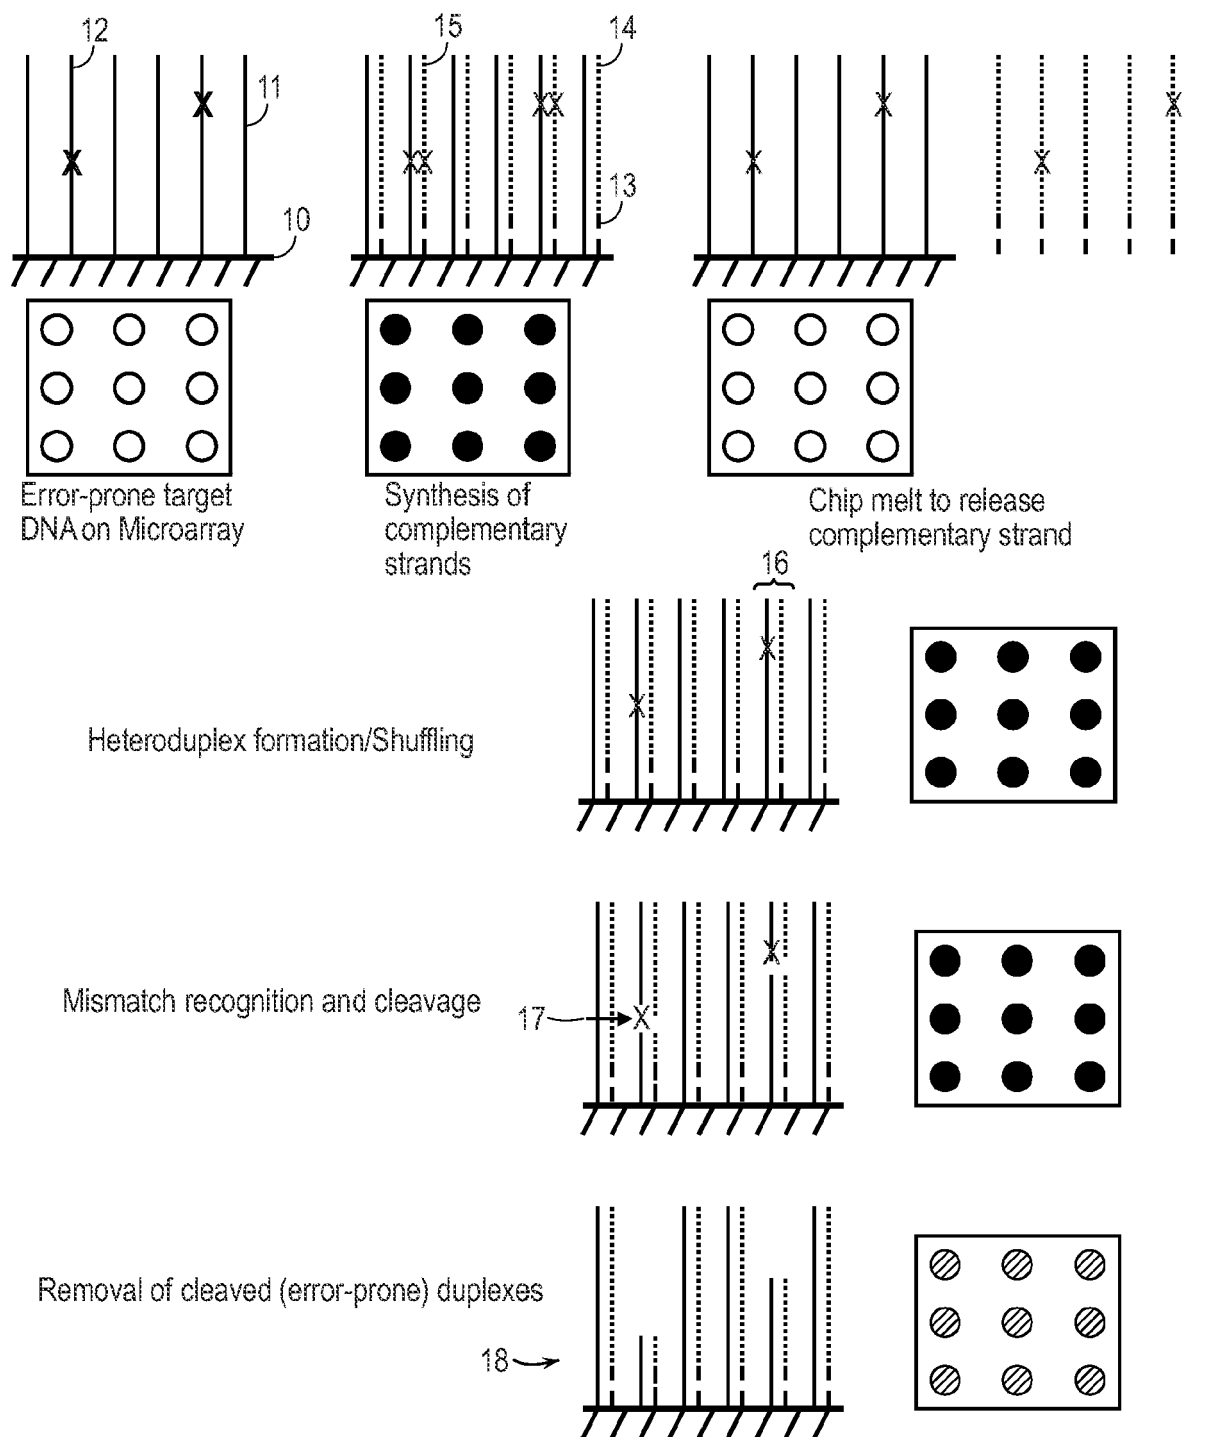 12
15
14
11
13
10
Error-prone target
DNA on Microarray
Synthesis of
complementary
strands
Chip melt to release
complementary strand
16
Heteroduplex formation/Shuffling
Mismatch recognition and cleavage
17
Removal of cleaved (error-prone) duplexes
18